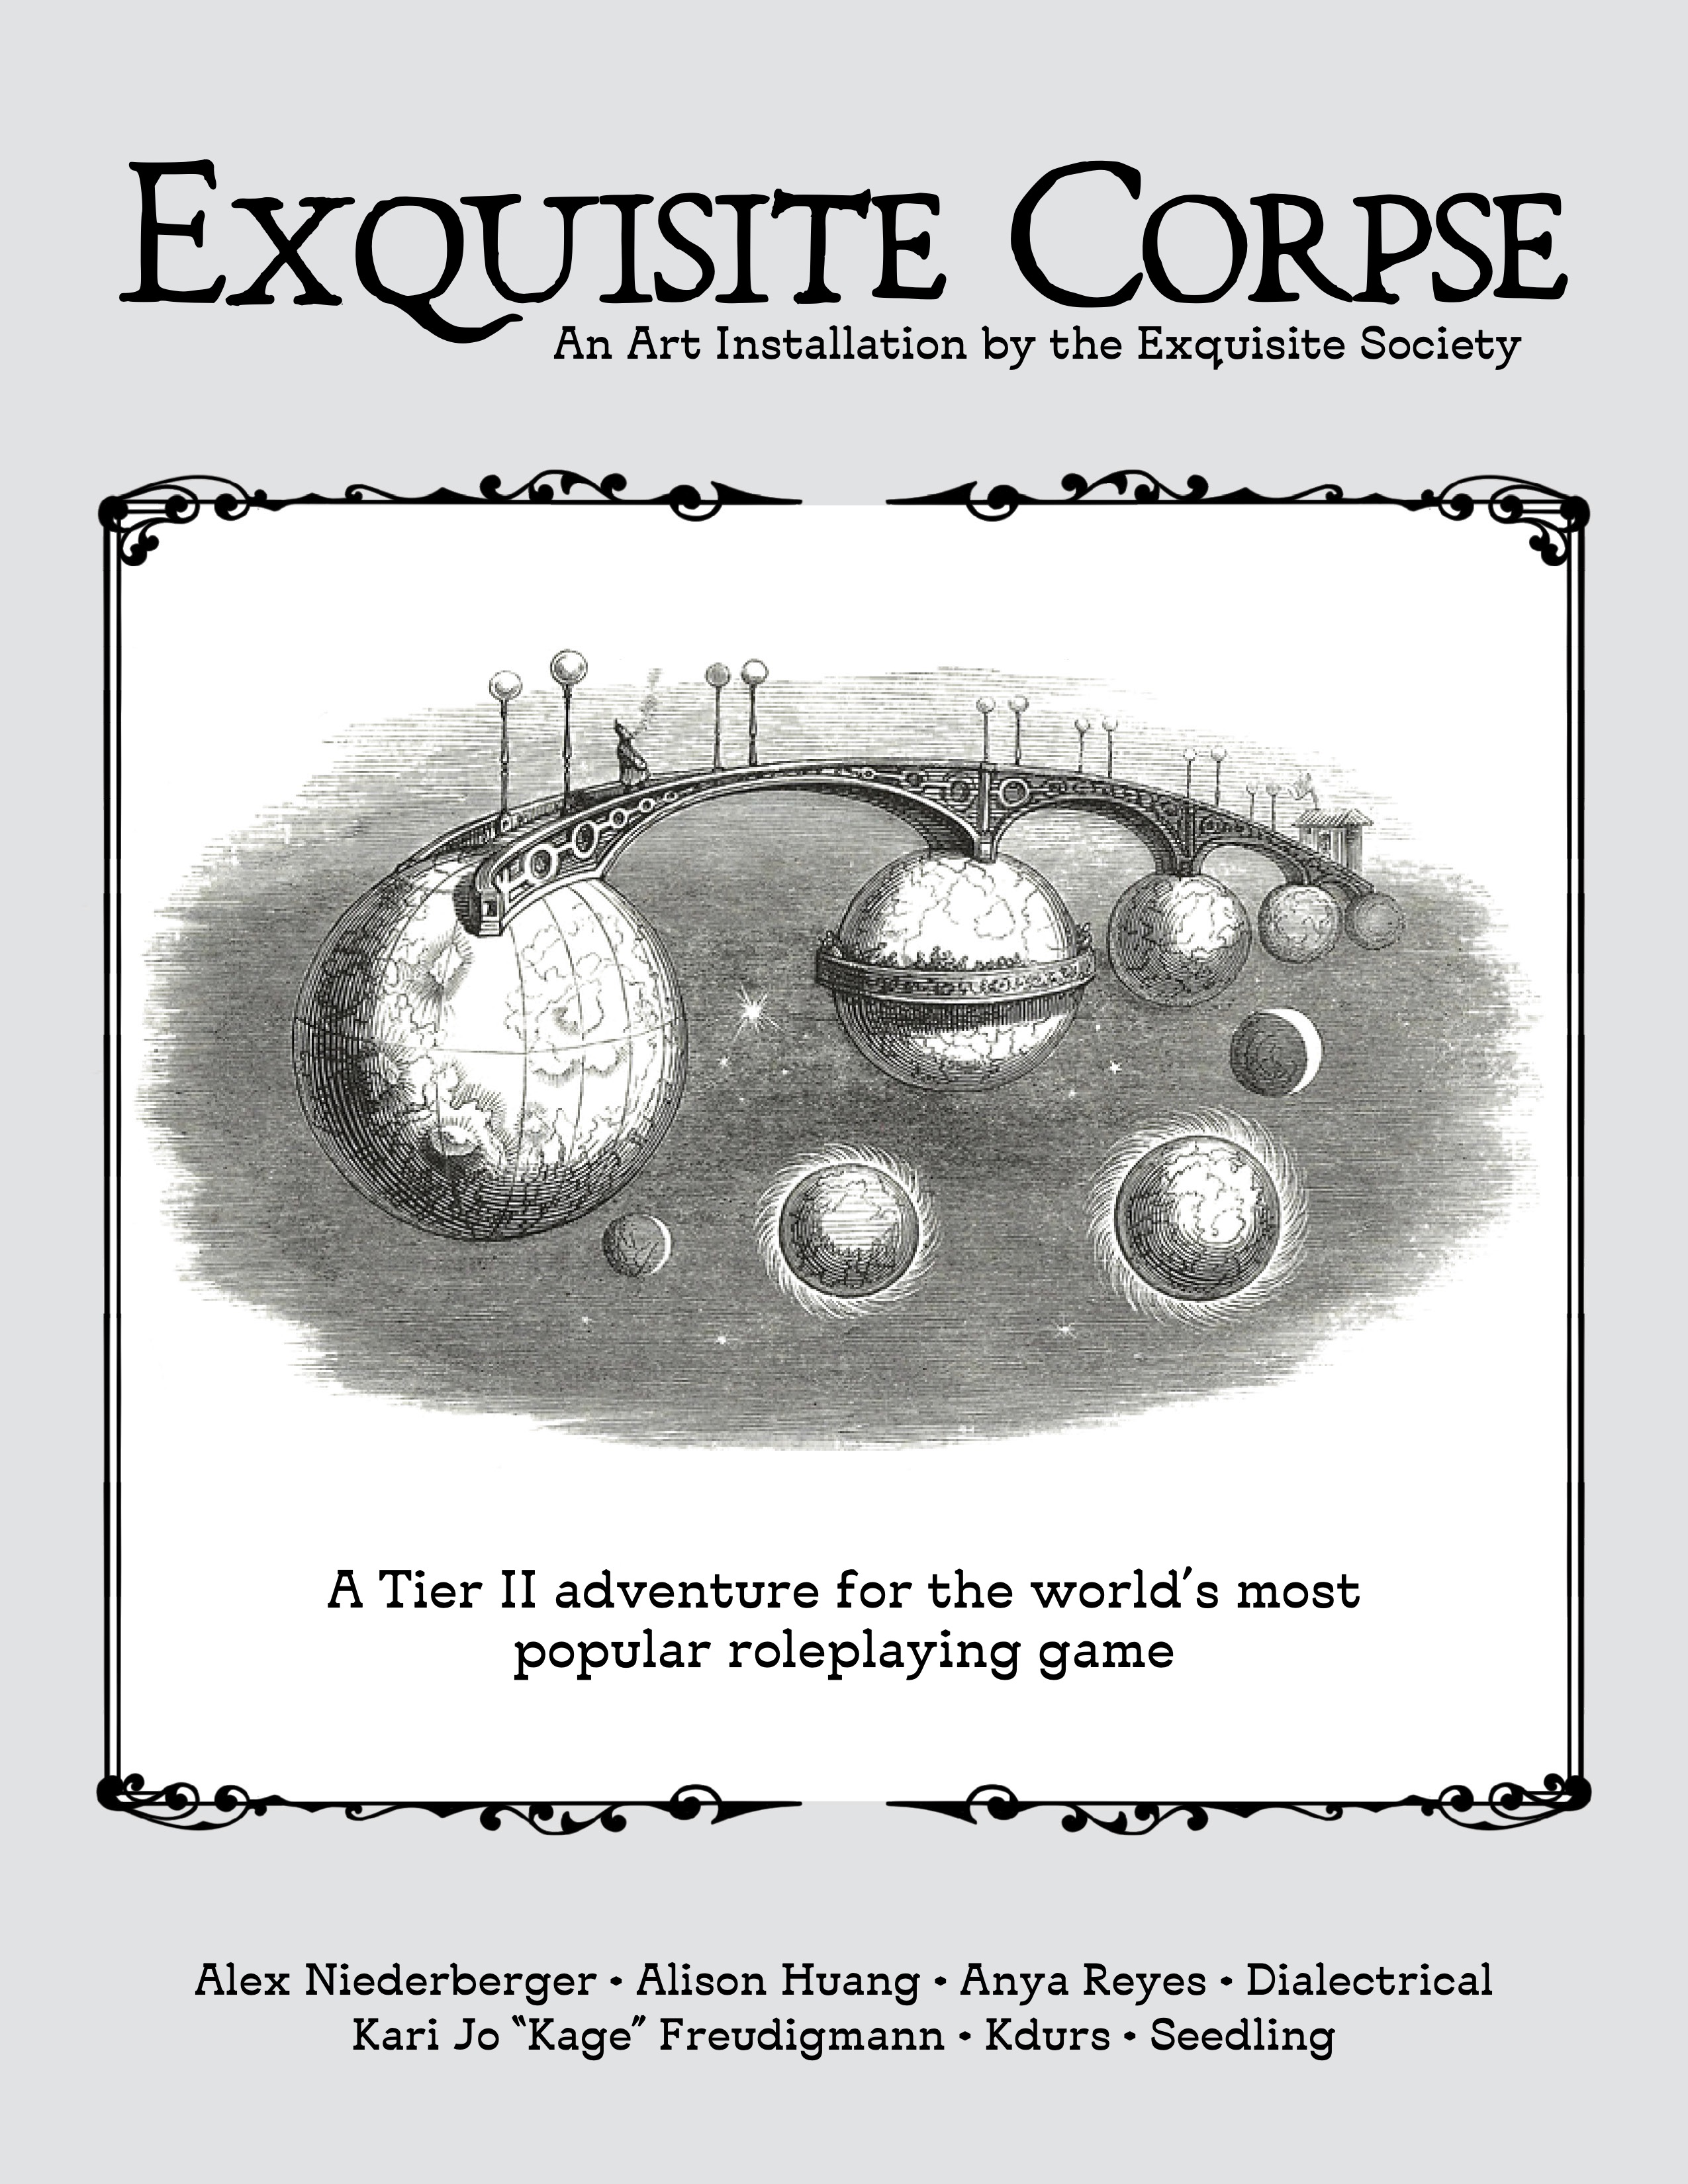 Exquisite Corpse
An Art Installation by the Exquisite Society
A Tier II adventure for the world's most
popular roleplaying game
Alex Niederberger • Alison Huang • Anya Reyes • Dialectrical
Kari Jo "Kage" Freudigmann • Kdurs • Seedling